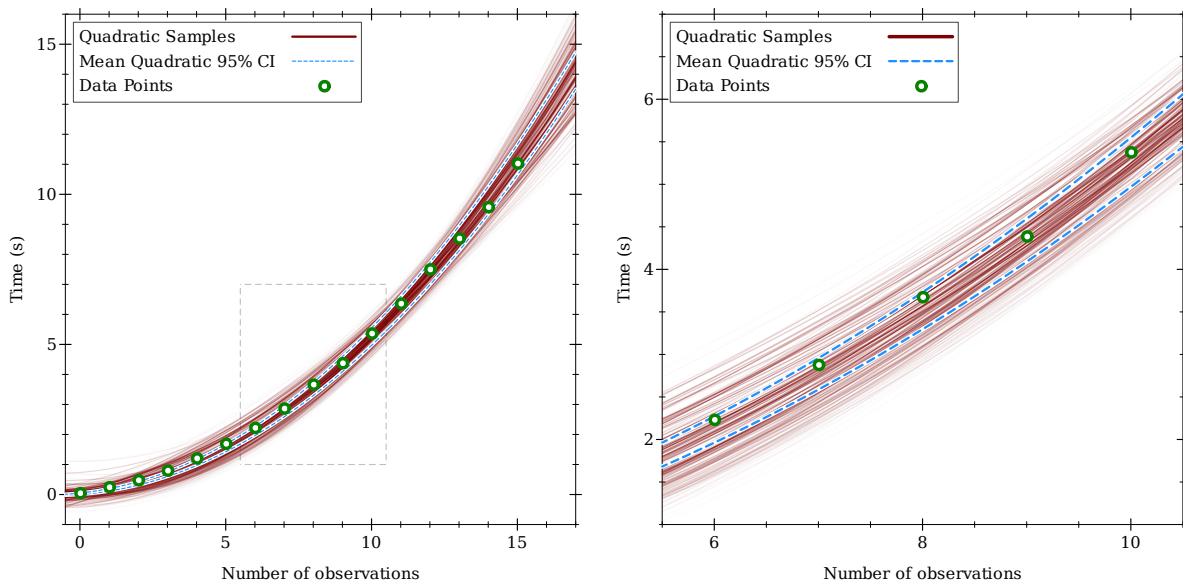 Quadratic Samples
Mean Quadratic 95% CI
Data Points
15
10
5
0
Time (s)
0
5
10
15
Number of observations
Quadratic Samples
Mean Quadratic 95% CI
Data Points
6
4
2
Time (s)
6
8
10
Number of observations